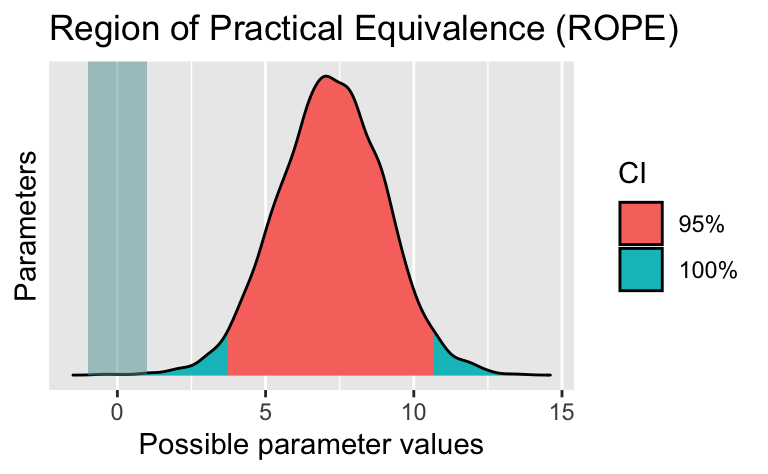 Region of Practical Equivalence (ROPE)
Parameters
CI
95%
100%
0 5 10 15
Possible parameter values